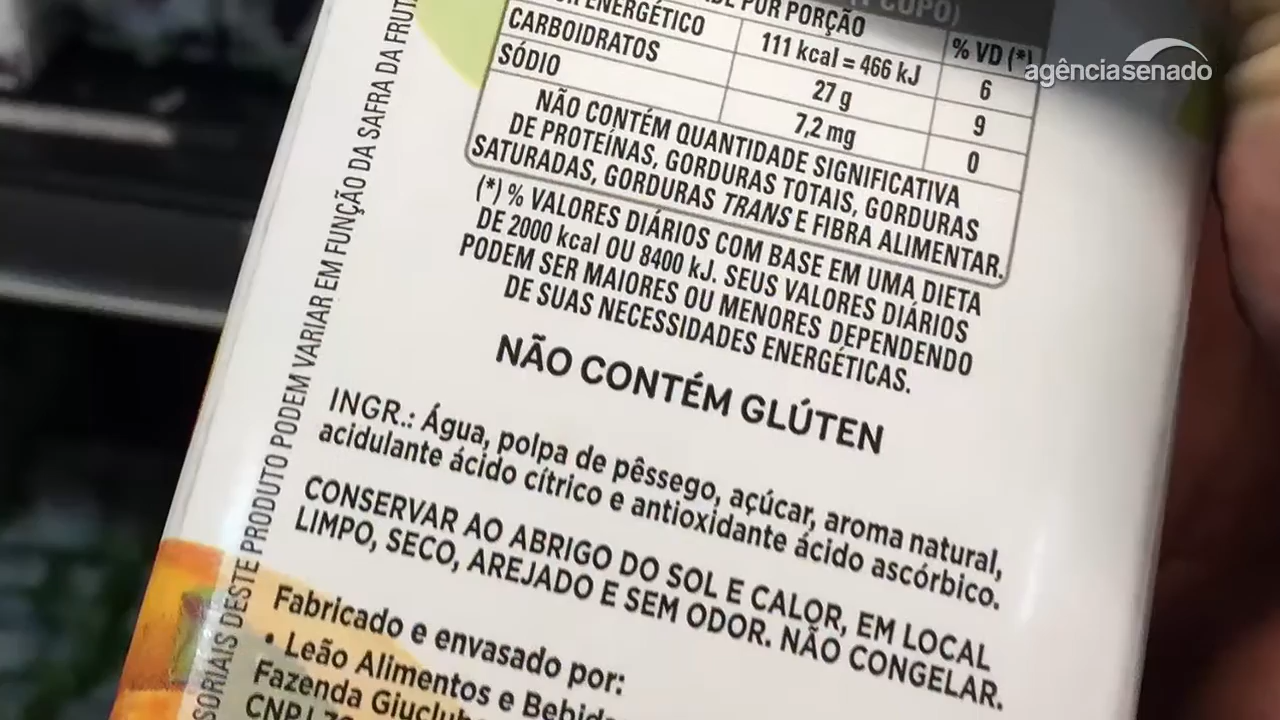 POR PORÇÃO
COPO)
ENERGÉTICO
111 kcal = 466 kJ
% VD (*)
6
CARBOIDRATOS
27 g
9
SÓDIO
7,2 mg
0
NÃO CONTÉM QUANTIDADE SIGNIFICATIVA
DE PROTEÍNAS, GORDURAS TOTAIS, GORDURAS
SATURADAS, GORDURAS TRANS E FIBRA ALIMENTAR.
(*) % VALORES DIÁRIOS COM BASE EM UMA DIETA
DE 2000 kcal OU 8400 kJ. SEUS VALORES DIÁRIOS
PODEM SER MAIORES OU MENORES DEPENDENDO
DE SUAS NECESSIDADES ENERGÉTICAS.
NÃO CONTÉM GLÚTEN
INGR.: Água, polpa de pêssego, açúcar, aroma natural,
acidulante ácido cítrico e antioxidante ácido ascórbico.
CONSERVAR AO ABRIGO DO SOL E CALOR, EM LOCAL
LIMPO, SECO, AREJADO E SEM ODOR. NÃO CONGELAR.
Fabricado e envasado por:
• Leão Alimentos e
Fazenda
DESTE PRODUTO PODEM VARIAR EM FUNÇÃO DA SAFRA DA
agênciasenado